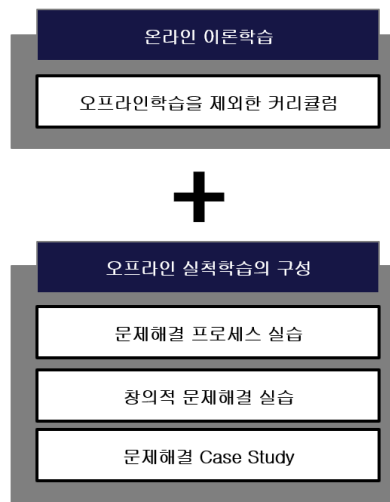 온라인 이론학습
오프라인학습을 제외한 커리큘럼
+
오프라인 실척학습의 구성
문제해결 프로세스 실습
창의적 문제해결 실습
문제해결 Case Study